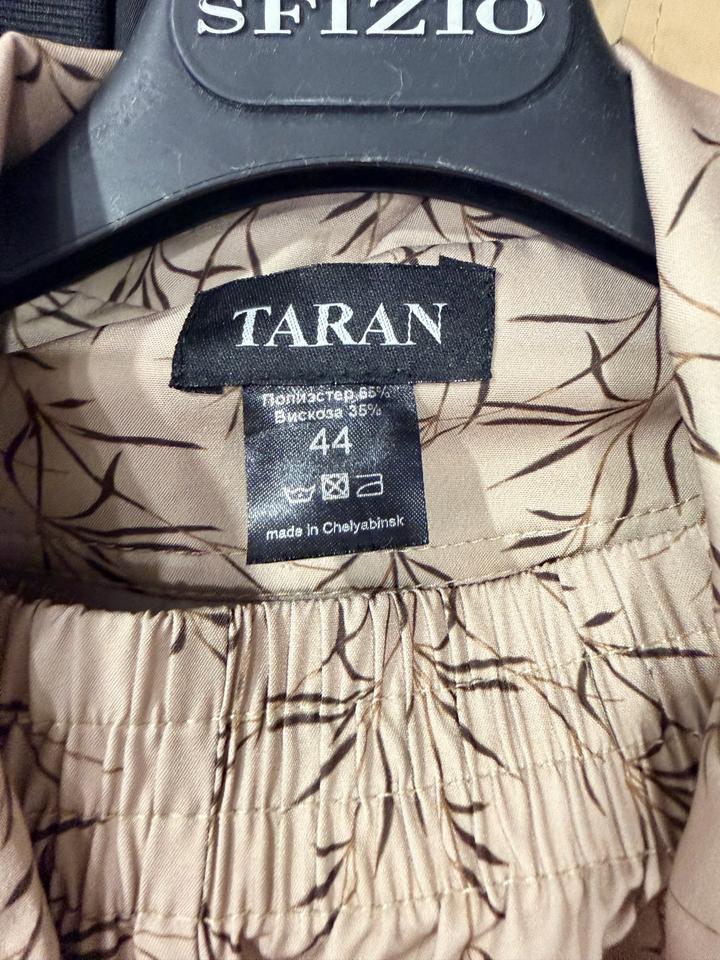 SFIZIO
TARAN
Полиэстер 65%
Вискоза 35%
44
made in Chelyabinsk